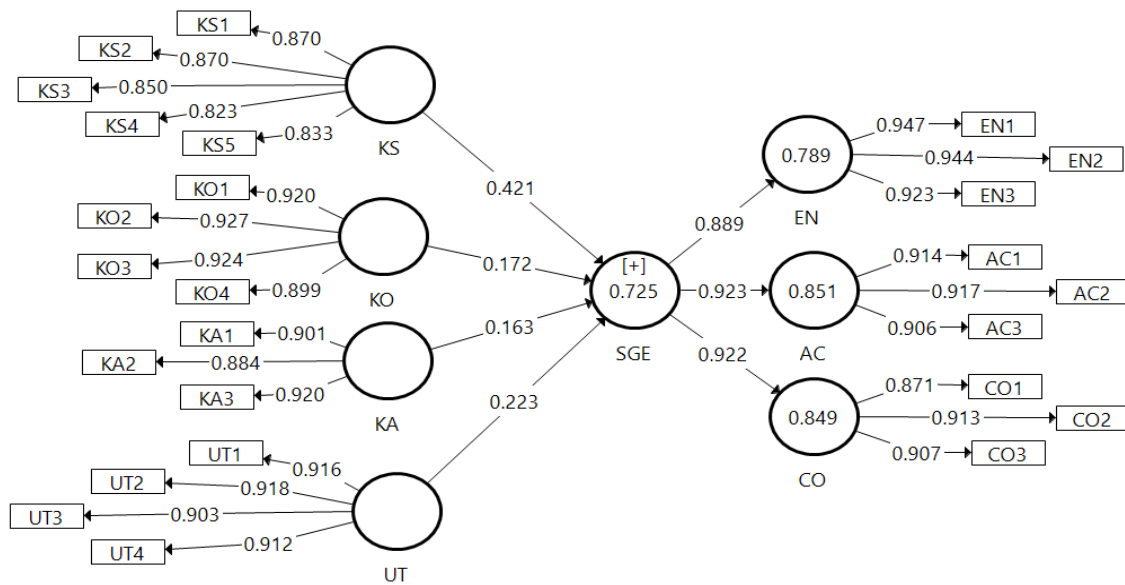 KS1
0.870
KS2
0.870
KS3
0.850
KS4
0.823
KS5
0.833
KS
0.421
KO1
0.920
KO2
0.927
KO3
0.924
KO4
0.899
KO
0.172
KA1
0.901
KA2
0.884
KA3
0.920
KA
0.163
UT1
0.916
UT2
0.918
UT3
0.903
UT4
0.912
UT
0.223
[+]
0.725
SGE
0.889
0.923
0.922
0.789
EN
0.947
EN1
0.944
EN2
0.923
EN3
0.851
AC
0.914
AC1
0.917
AC2
0.906
AC3
0.849
CO
0.871
CO1
0.913
CO2
0.907
CO3